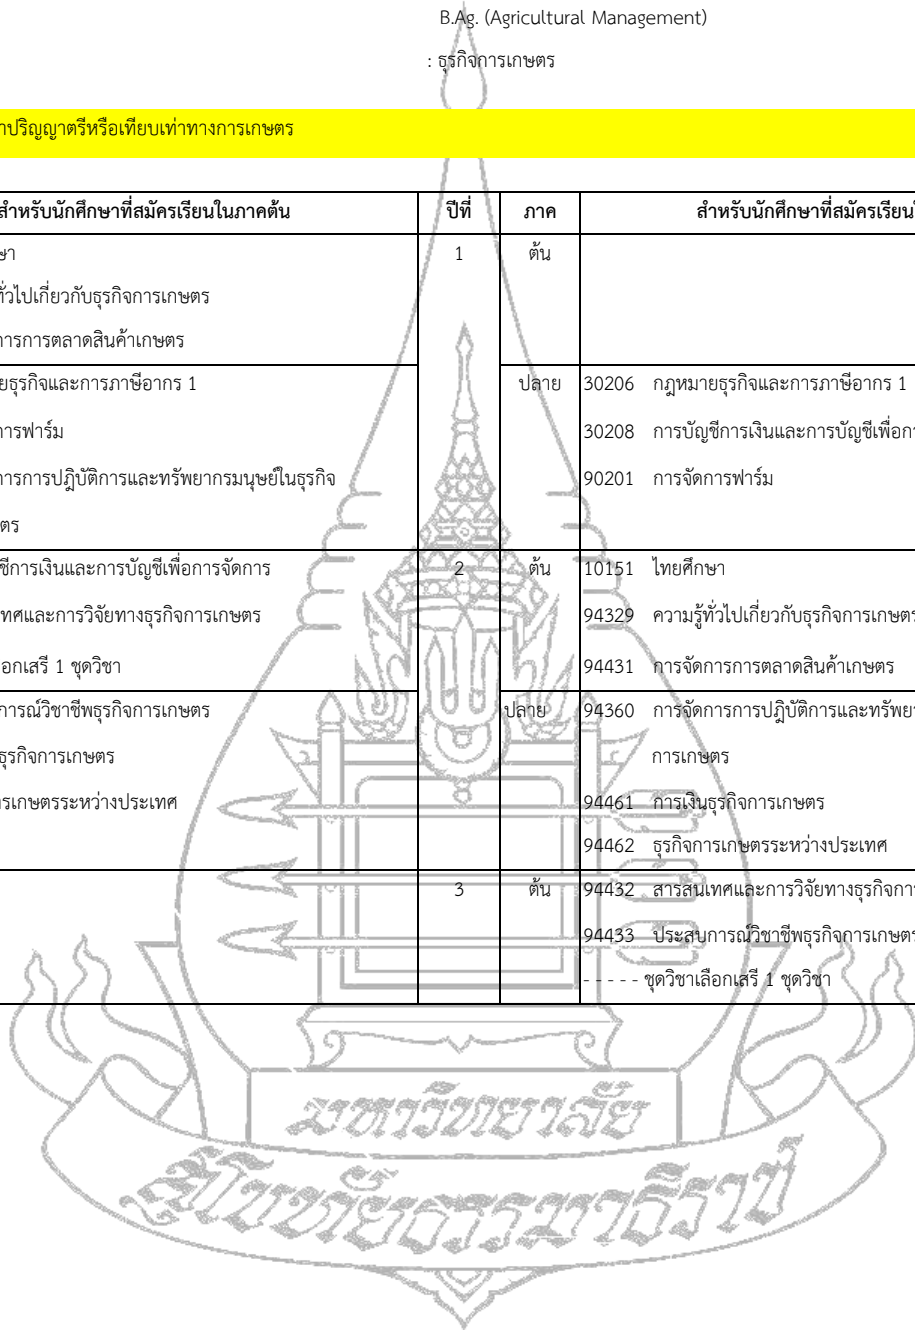 B.Ag. (Agricultural Management)
: ธุรกิจการเกษตร
าปริญญาตรีหรือเทียบเท่าทางการเกษตร
สำหรับนักศึกษาที่สมัครเรียนในภาคต้น ปีที่ ภาค สำหรับนักศึกษาที่สมัครเรียนใ
ษา 1 ต้น
ทั่วไปเกี่ยวกับธุรกิจการเกษตร
การการตลาดสินค้าเกษตร
ยธุรกิจและการภาษีอากร 1 ปลาย 30206 กฎหมายธุรกิจและการภาษีอากร 1
การฟาร์ม 30208 การบัญชีการเงินและการบัญชีเพื่อกา
การการปฎิบัติการและทรัพยากรมนุษย์ในธุรกิจ 90201 การจัดการฟาร์ม
ตร
ชีการเงินและการบัญชีเพื่อการจัดการ 2 ต้น 10151 ไทยศึกษา
ทศและการวิจัยทางธุรกิจการเกษตร 94329 ความรู้ทั่วไปเกี่ยวกับธุรกิจการเกษตร
ลือกเสรี 1 ชุดวิชา 94431 การจัดการการตลาดสินค้าเกษตร
การณ์วิชาชีพธุรกิจการเกษตร ปลาย 94360 การจัดการการปฎิบัติการและทรัพยา
ธุรกิจการเกษตร การเกษตร
ารเกษตรระหว่างประเทศ 94461 การเงินธุรกิจการเกษตร
94462 ธุรกิจการเกษตรระหว่างประเทศ
3 ต้น 94432 สารสนเทศและการวิจัยทางธุรกิจกา
94433 ประสบการณ์วิชาชีพธุรกิจการเกษตร
- - - - - ชุดวิชาเลือกเสรี 1 ชุดวิชา
มหาวิทยาลัย
สุโขทัยธรรมาธิราช